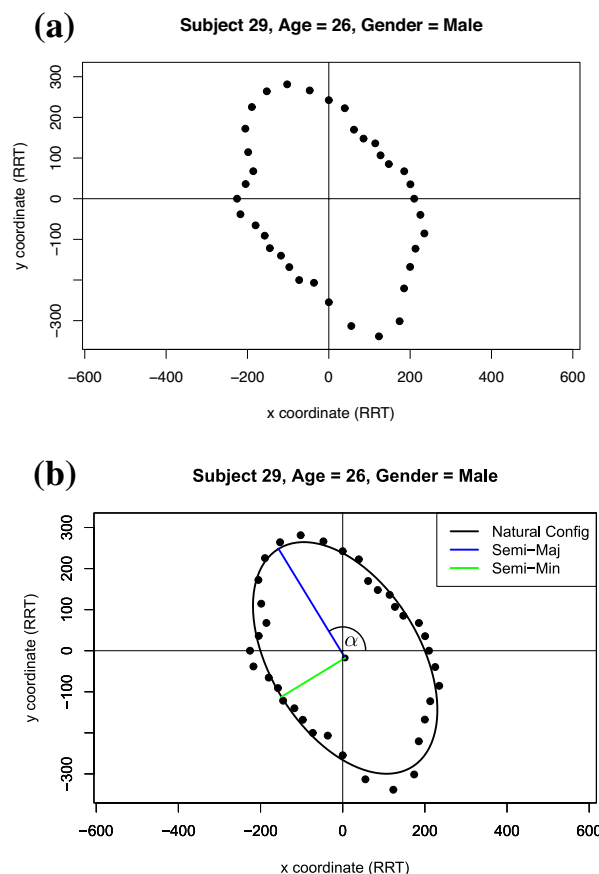 (a)
Subject 29, Age = 26, Gender = Male
300
200
100
0
−100
−300
y coordinate (RRT)
−600 −400 −200 0 200 400 600
x coordinate (RRT)
(b)
Subject 29, Age = 26, Gender = Male
Natural Config
Semi−Maj
Semi−Min
α
300
200
100
0
−100
−300
y coordinate (RRT)
−600 −400 −200 0 200 400 600
x coordinate (RRT)